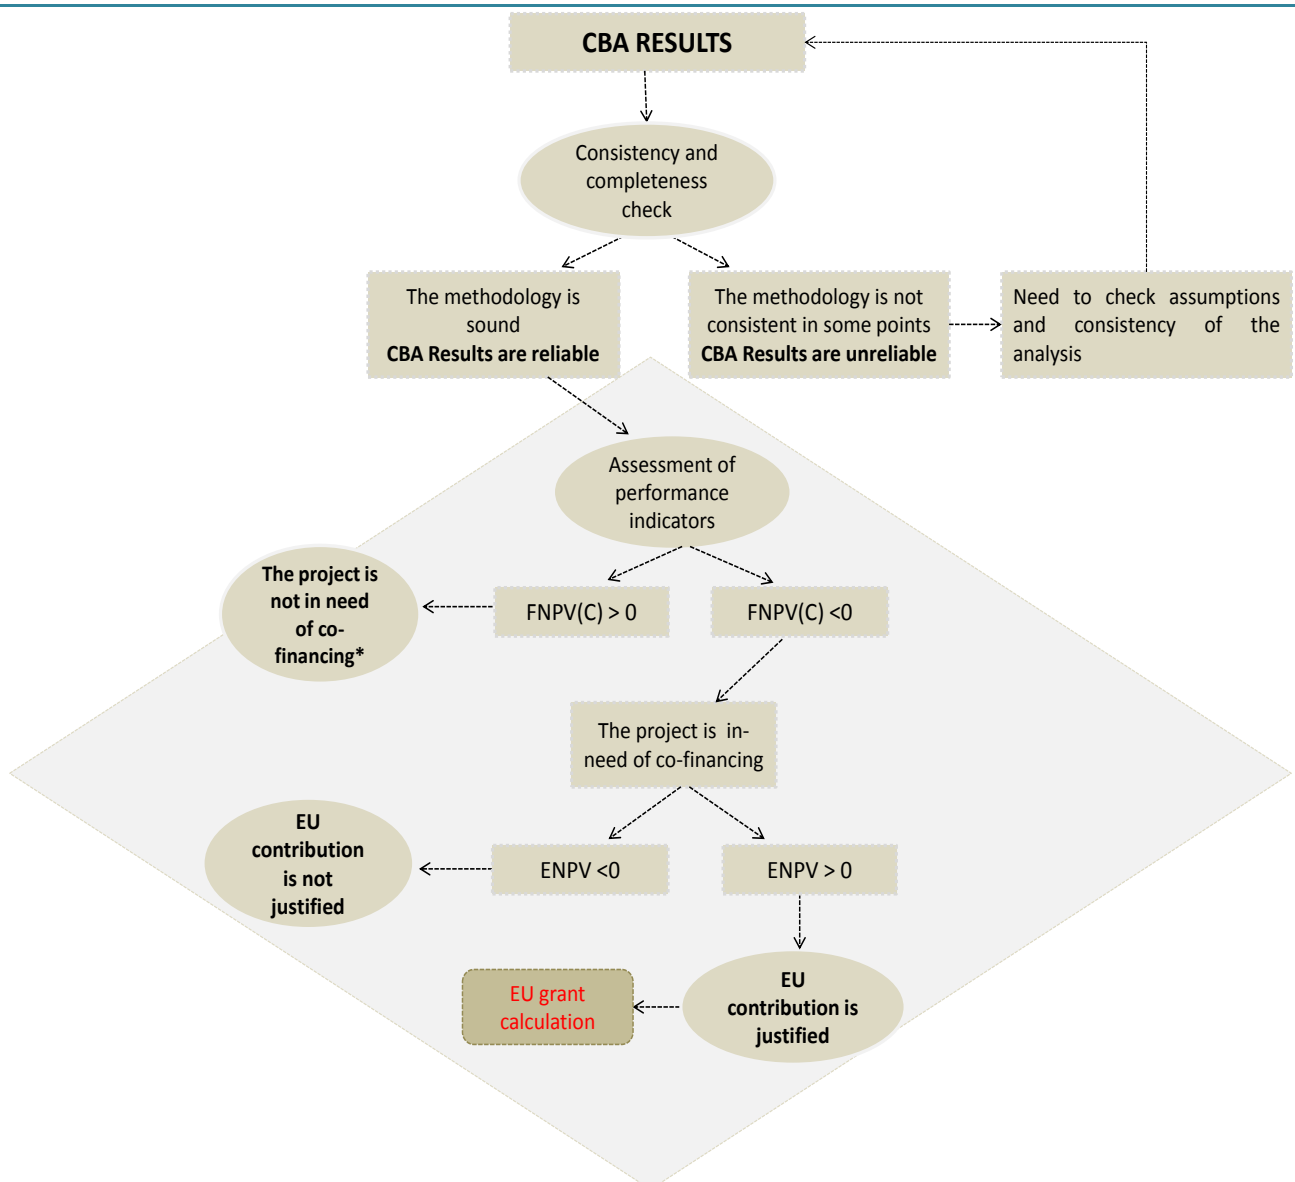 CBA RESULTS
Consistency and
completeness
check
The methodology is
sound
CBA Results are reliable
The methodology is not
consistent in some points
CBA Results are unreliable
Need to check assumptions
and consistency of the
analysis
Assessment of
performance
indicators
The project is
not in need
of co-
financing*
FNPV(C) > 0
FNPV(C) <0
The project is in-
need of co-financing
EU
contribution
is not
justified
ENPV <0
ENPV > 0
EU grant
calculation
EU
contribution is
justified